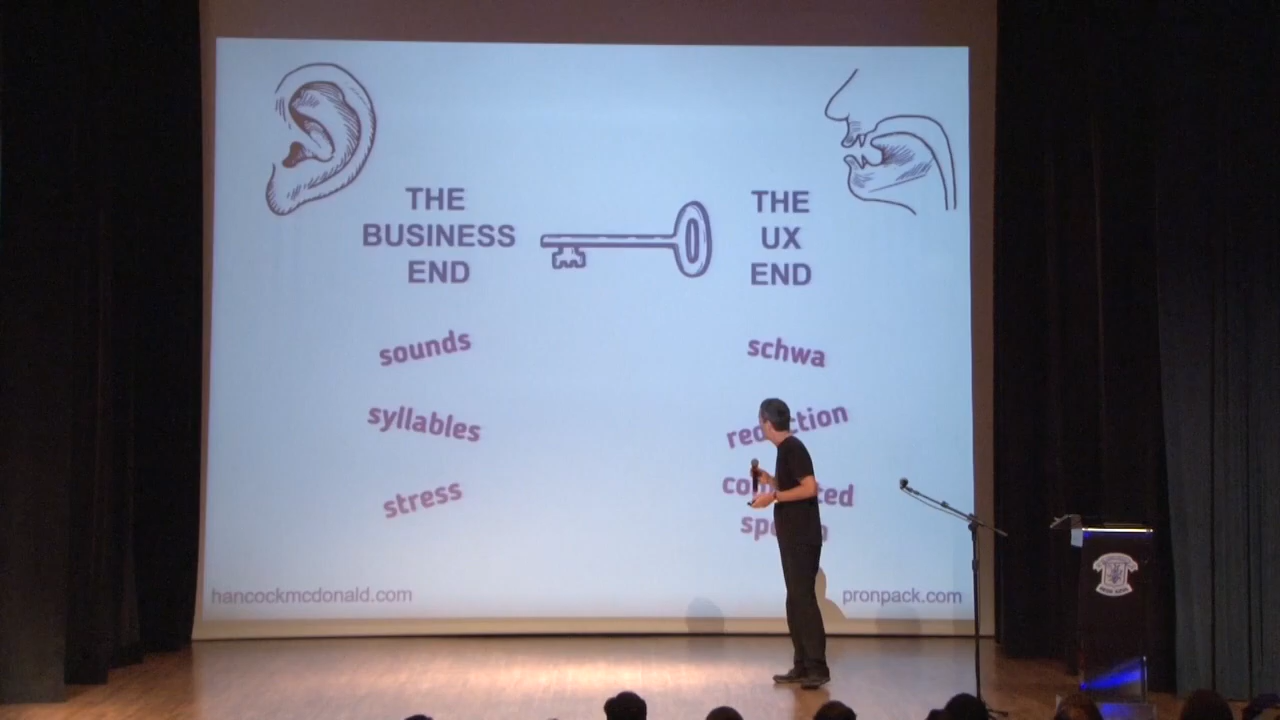 THE
BUSINESS
END
THE
UX
END
sounds
syllables
stress
schwa
hancockmcdonald.com
pronpack.com